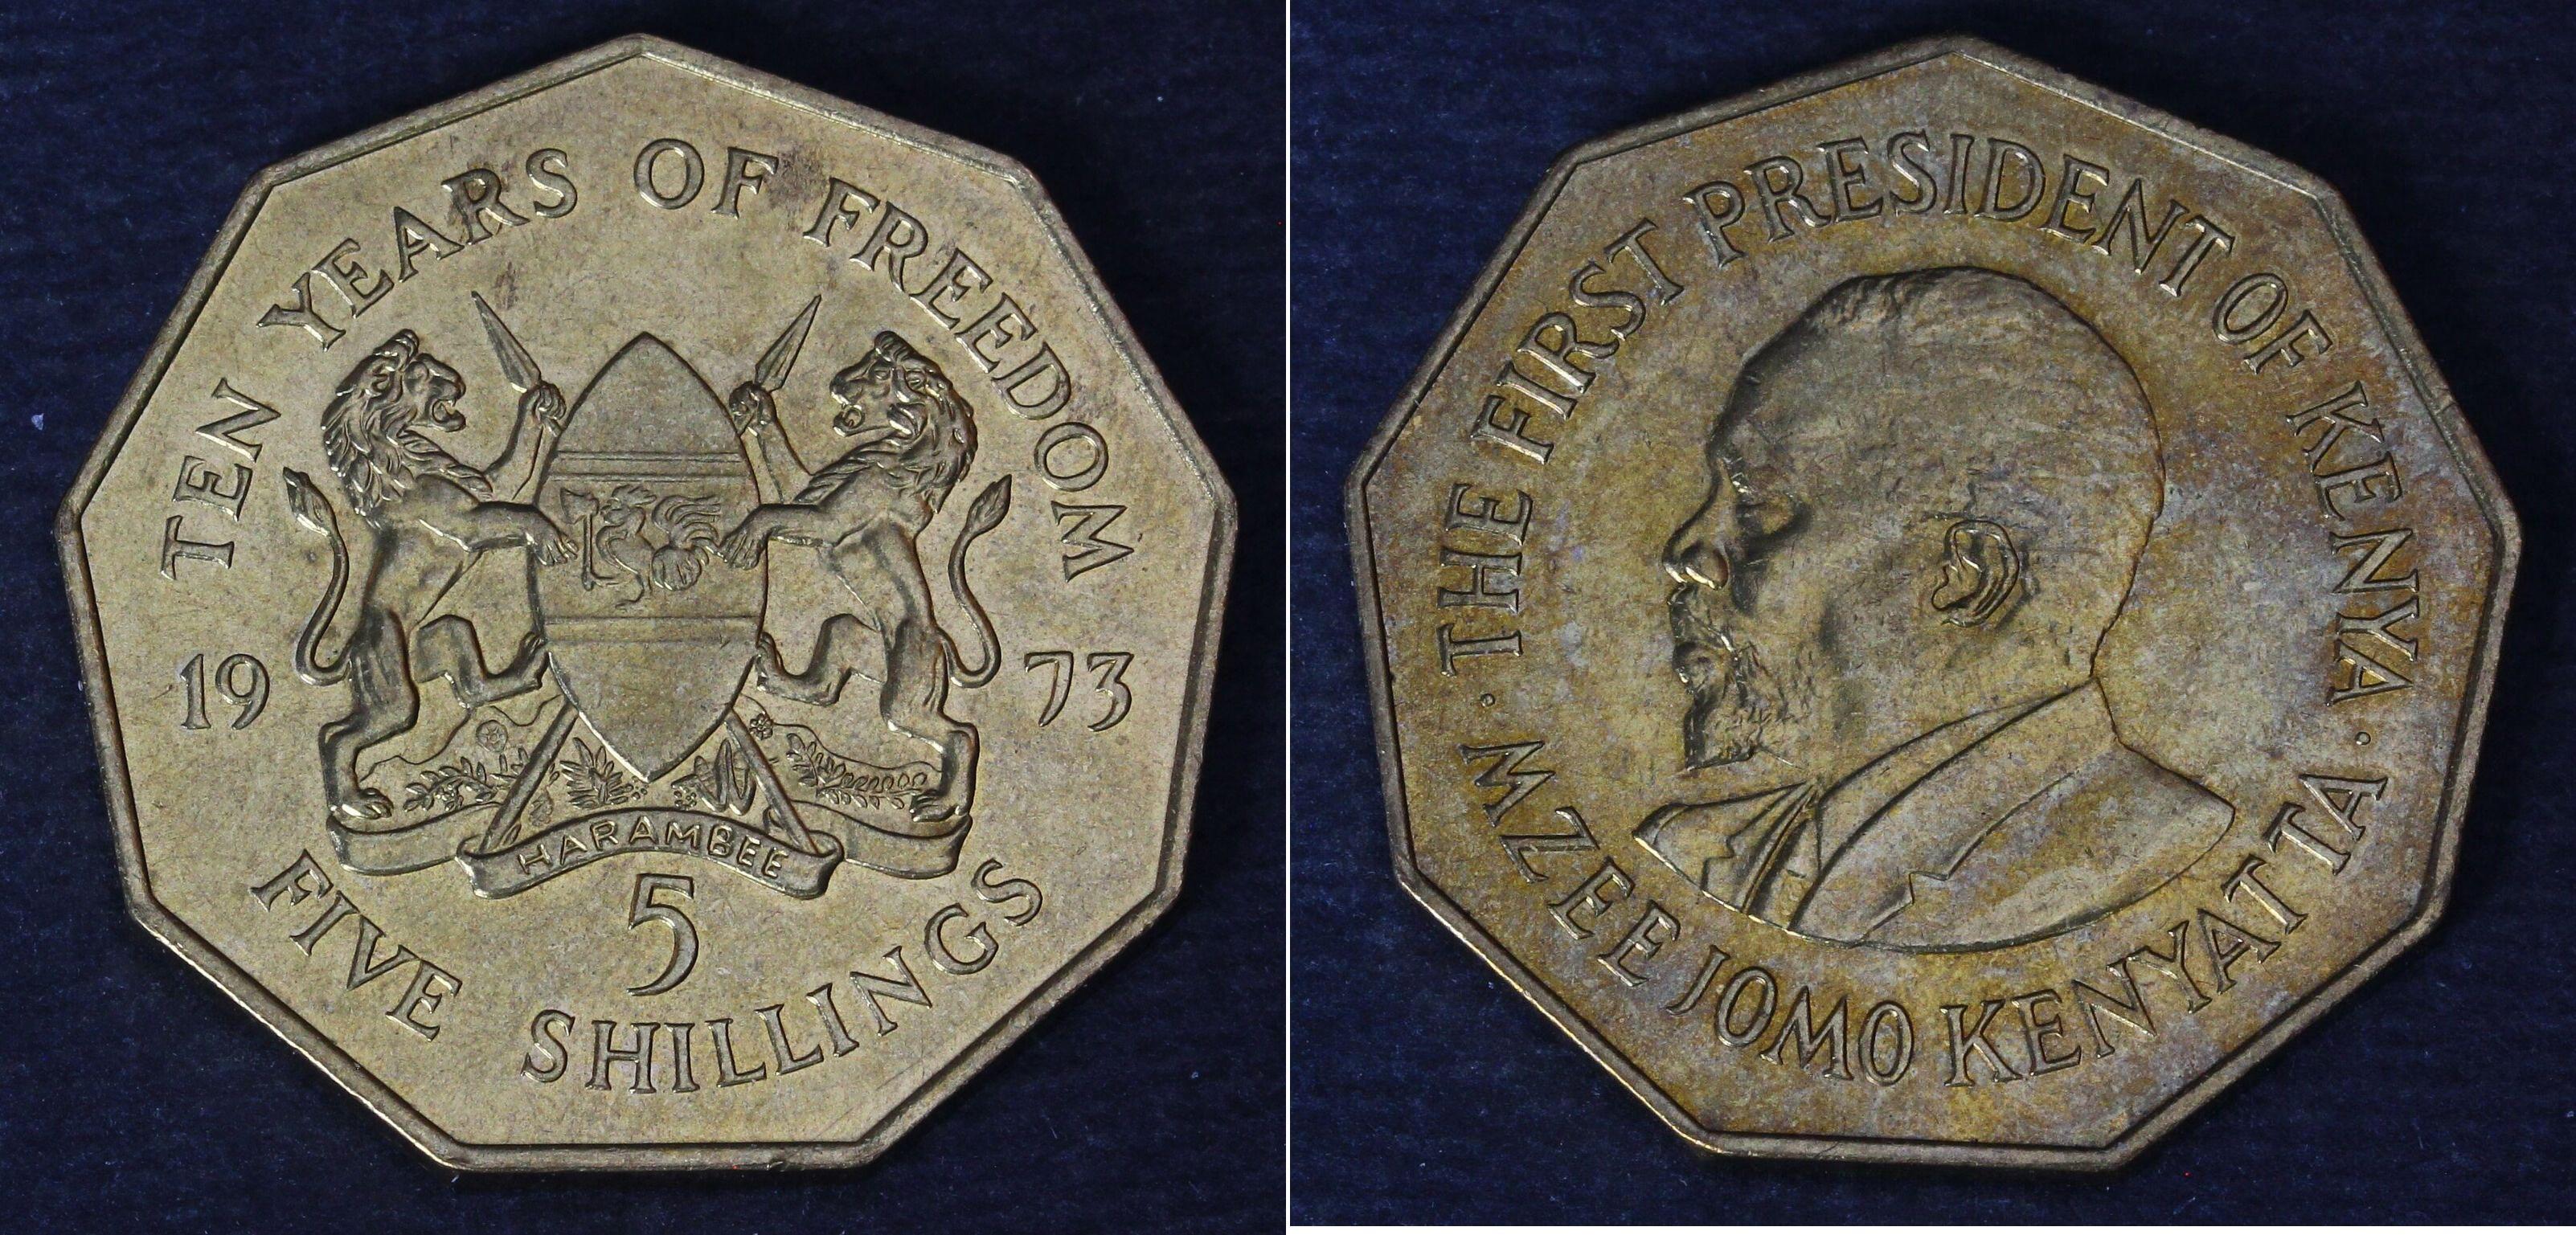 TEN YEARS OF FREEDOM
19 73
HARAMBEE
5
FIVE SHILLINGS
· THE FIRST PRESIDENT OF KENYA ·
MZEE JOMO KENYATTA